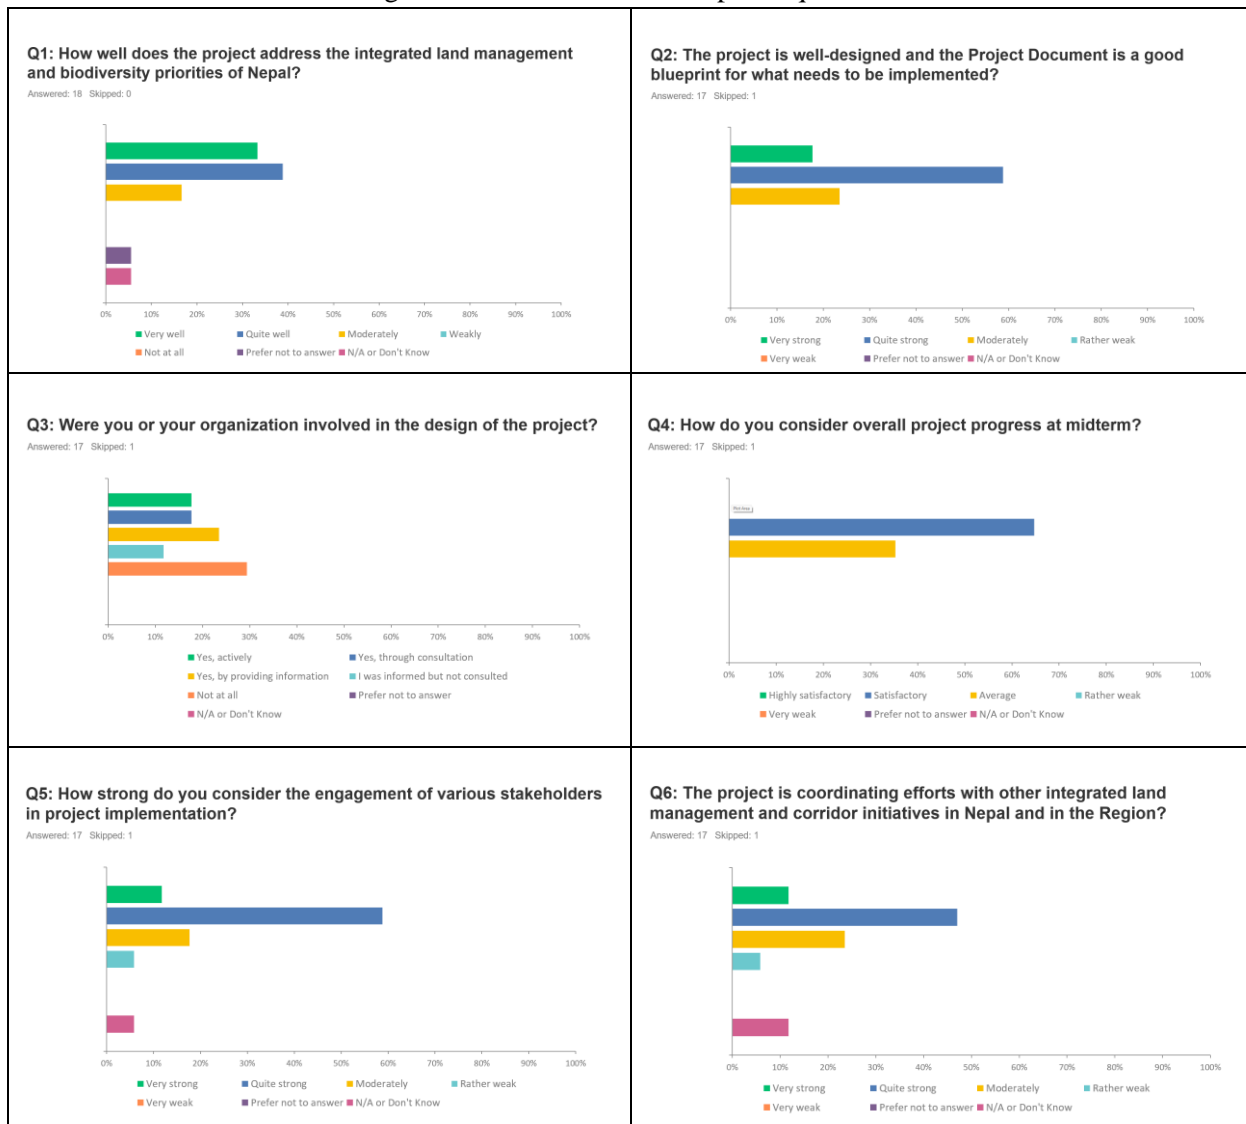 Q1: How well does the project address the integrated land management
and biodiversity priorities of Nepal?
Answered: 18 Skipped: 0
0% 10% 20% 30% 40% 50% 60% 70% 80% 90% 100%
Very well Quite well Moderately Weakly
Not at all Prefer not to answer N/A or Don't Know
Q2: The project is well-designed and the Project Document is a good
blueprint for what needs to be implemented?
Answered: 17 Skipped: 1
0% 10% 20% 30% 40% 50% 60% 70% 80% 90% 100%
Very strong Quite strong Moderately Rather weak
Very weak Prefer not to answer N/A or Don't Know
Q3: Were you or your organization involved in the design of the project?
Answered: 17 Skipped: 1
0% 10% 20% 30% 40% 50% 60% 70% 80% 90% 100%
Yes, actively Yes, through consultation
Yes, by providing information I was informed but not consulted
Not at all Prefer not to answer
N/A or Don't Know
Q4: How do you consider overall project progress at midterm?
Answered: 17 Skipped: 1
0% 10% 20% 30% 40% 50% 60% 70% 80% 90% 100%
Highly satisfactory Satisfactory Average Rather weak
Very weak Prefer not to answer N/A or Don't Know
Q5: How strong do you consider the engagement of various stakeholders
in project implementation?
Answered: 17 Skipped: 1
0% 10% 20% 30% 40% 50% 60% 70% 80% 90% 100%
Very strong Quite strong Moderately Rather weak
Very weak Prefer not to answer N/A or Don't Know
Q6: The project is coordinating efforts with other integrated land
management and corridor initiatives in Nepal and in the Region?
Answered: 17 Skipped: 1
0% 10% 20% 30% 40% 50% 60% 70% 80% 90% 100%
Very strong Quite strong Moderately Rather weak
Very weak Prefer not to answer N/A or Don't Know